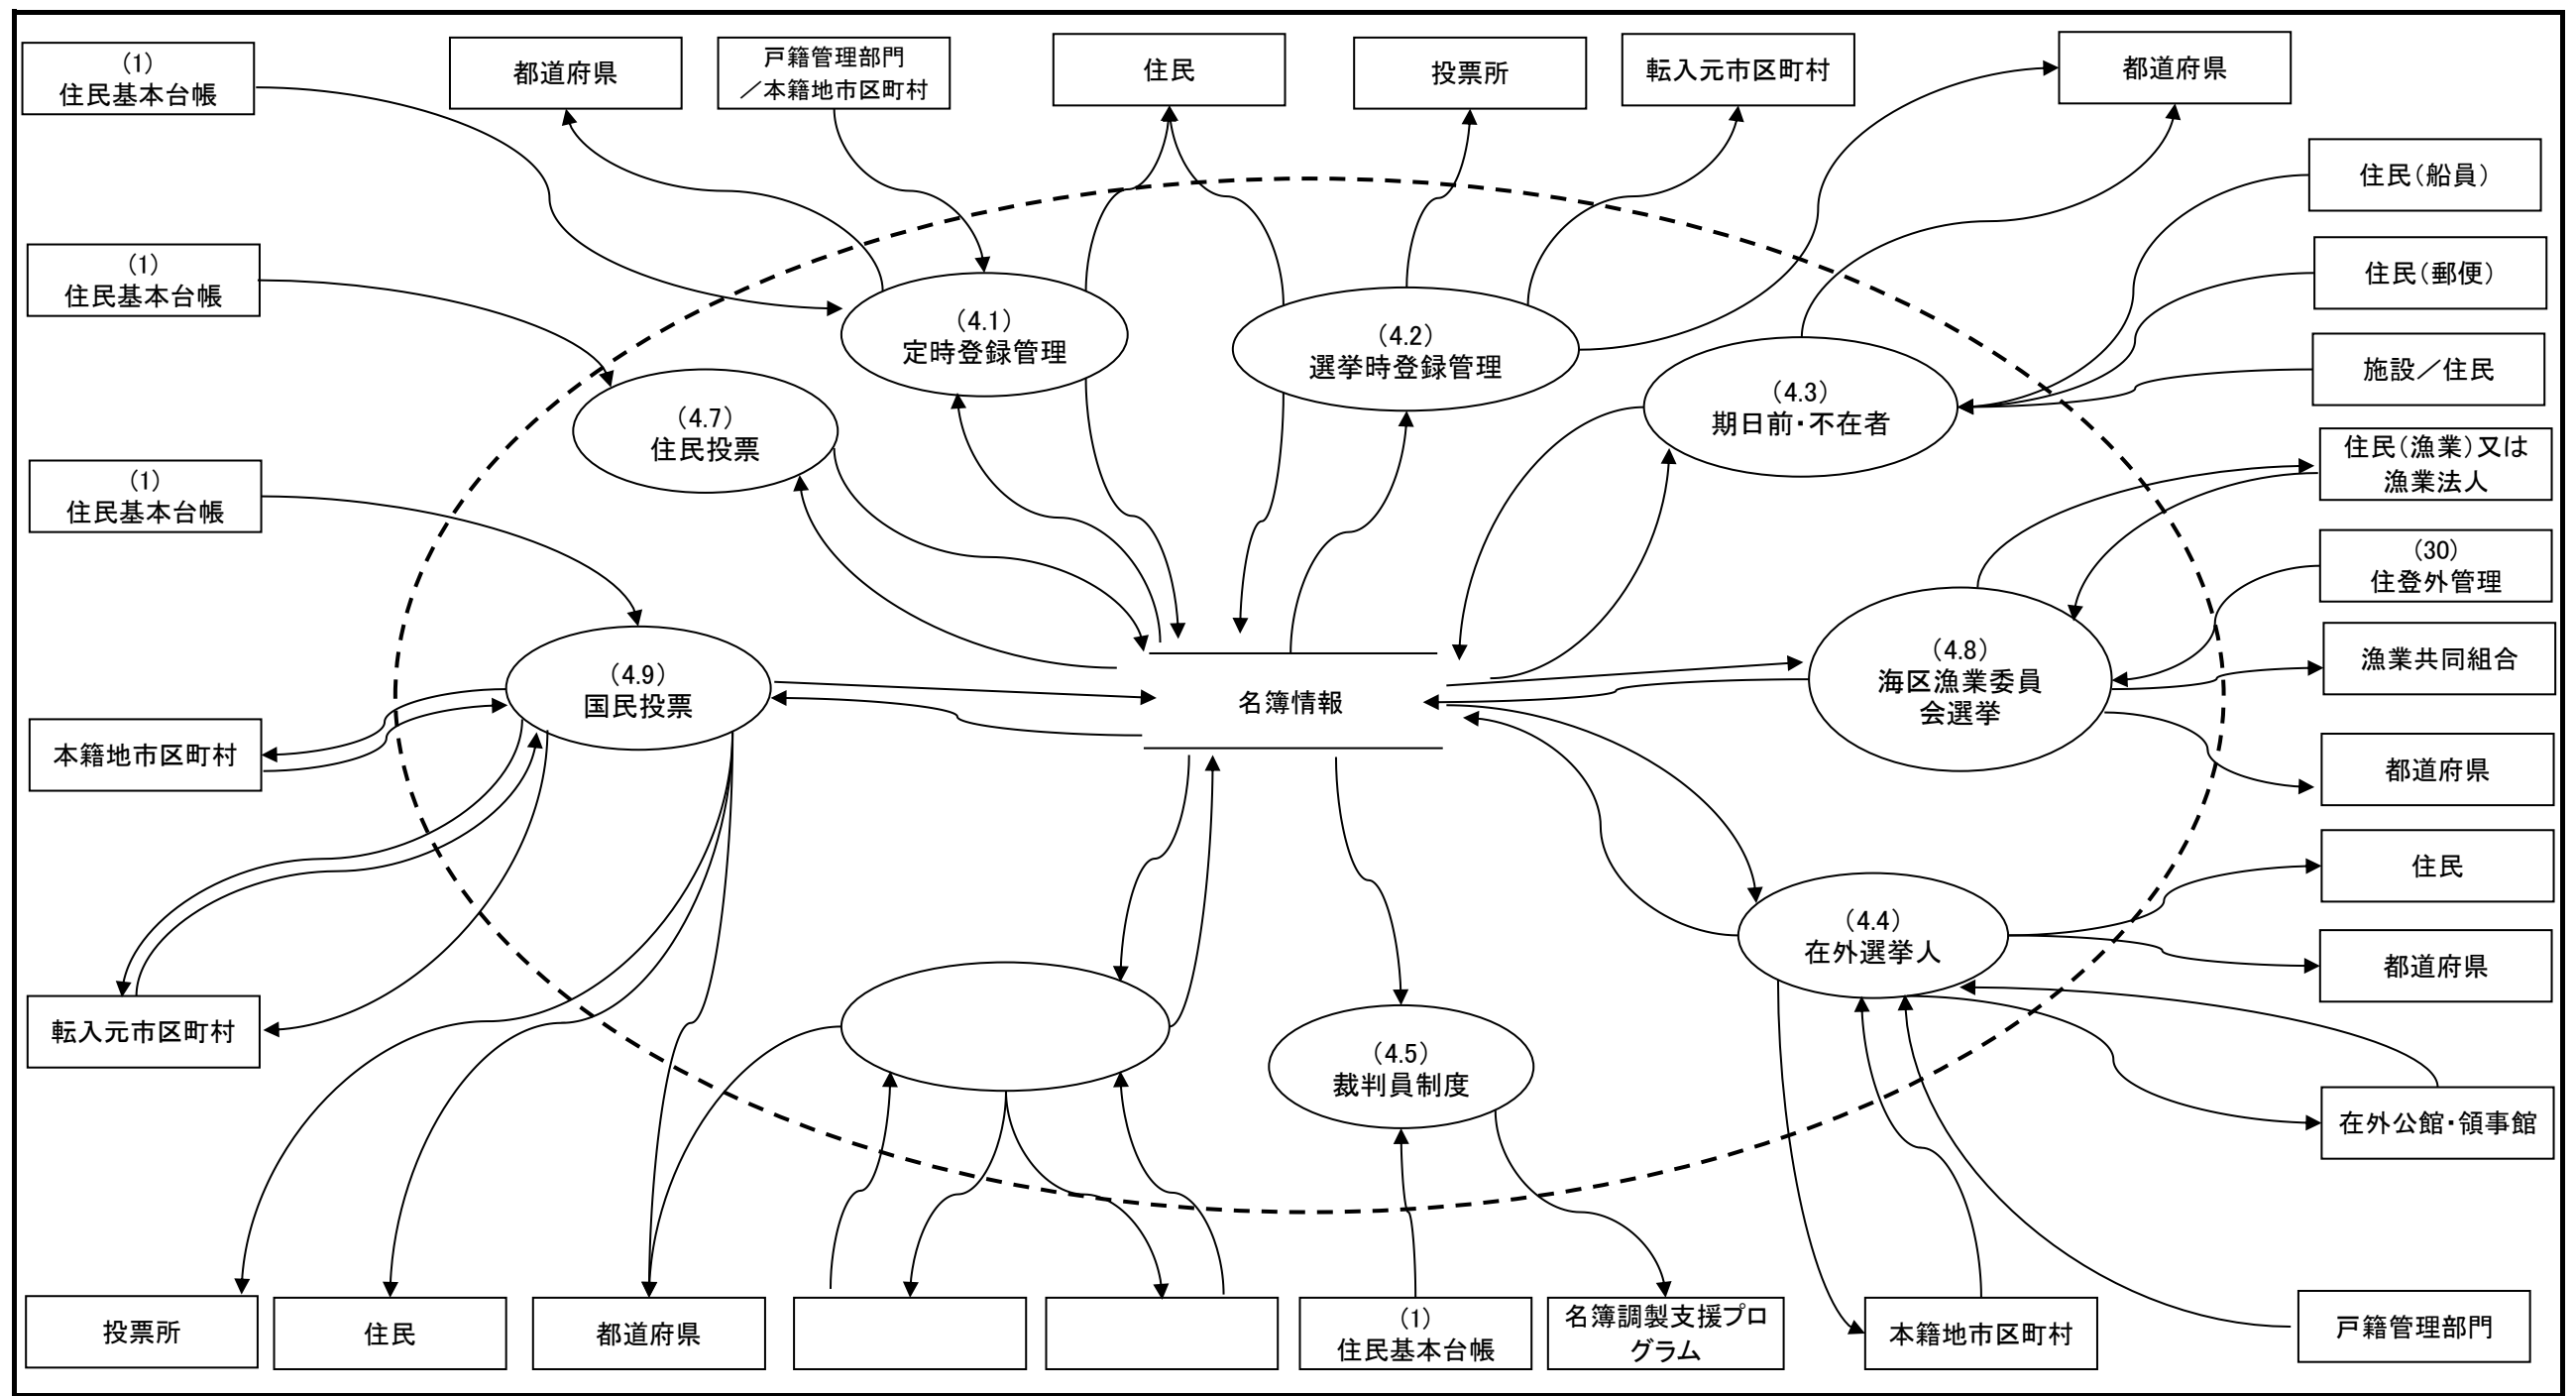 (1)
住民基本台帳
都道府県
戸籍管理部門
／本籍地市区町村
住民
投票所
転入元市区町村
都道府県
住民(船員)
(1)
住民基本台帳
住民(郵便)
(4.1)
定時登録管理
(4.2)
選挙時登録管理
施設／住民
(4.3)
期日前・不在者
(4.7)
住民投票
住民(漁業)又は
漁業法人
(1)
住民基本台帳
(30)
住登外管理
(4.9)
国民投票
名簿情報
(4.8)
海区漁業委員
会選挙
漁業共同組合
本籍地市区町村
都道府県
住民
(4.4)
在外選挙人
都道府県
転入元市区町村
(4.5)
裁判員制度
在外公館・領事館
投票所
住民
都道府県
(1)
住民基本台帳
名簿調製支援プロ
グラム
本籍地市区町村
戸籍管理部門